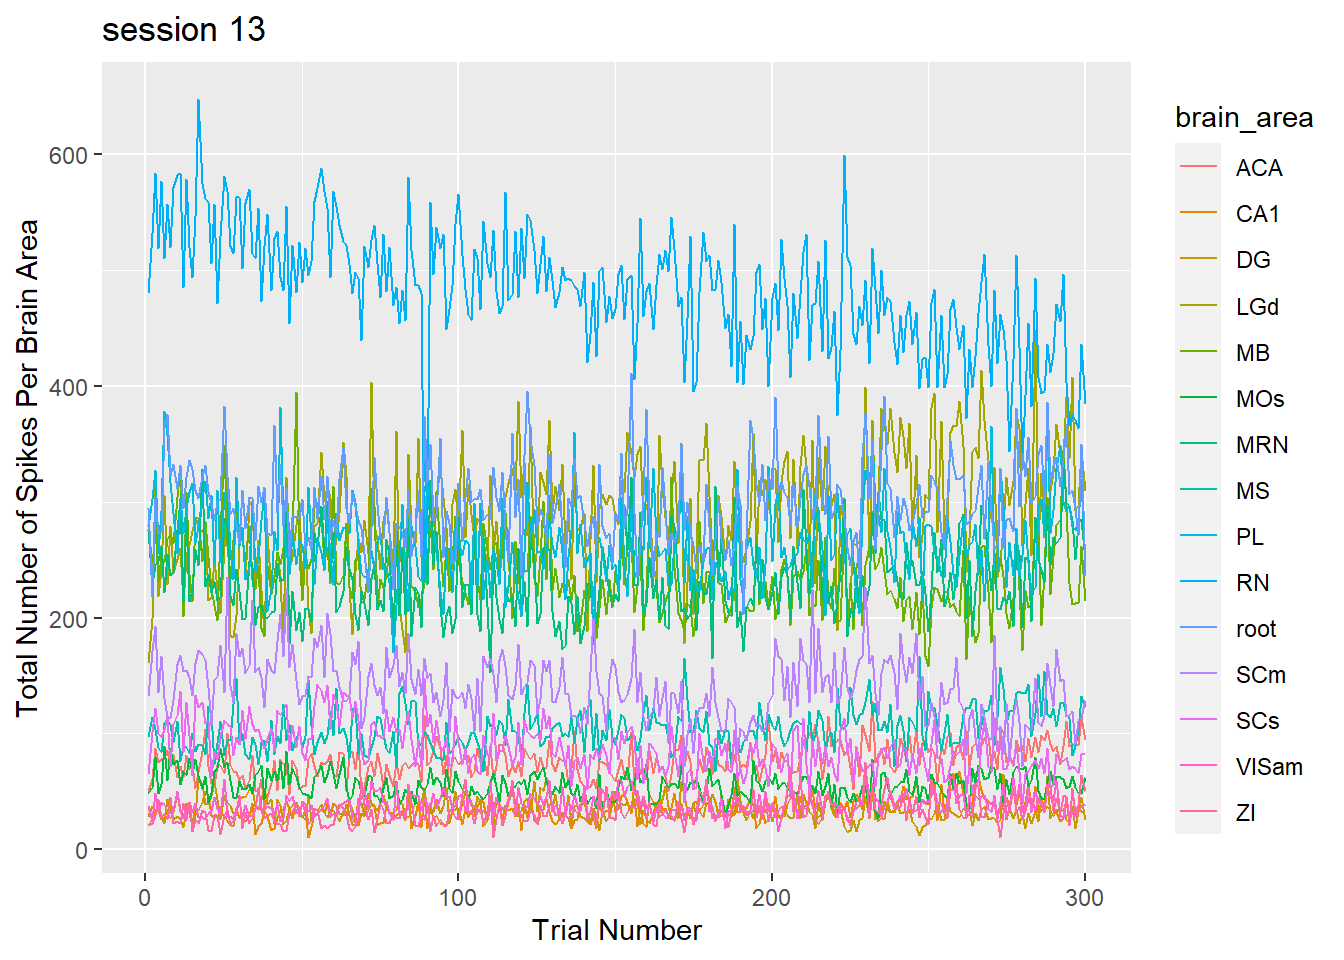 session 13
Total Number of Spikes Per Brain Area
600
400
200
0
0 100 200 300
Trial Number
brain_area
ACA
CA1
DG
LGd
MB
MOs
MRN
MS
PL
RN
root
SCm
SCs
VISam
ZI